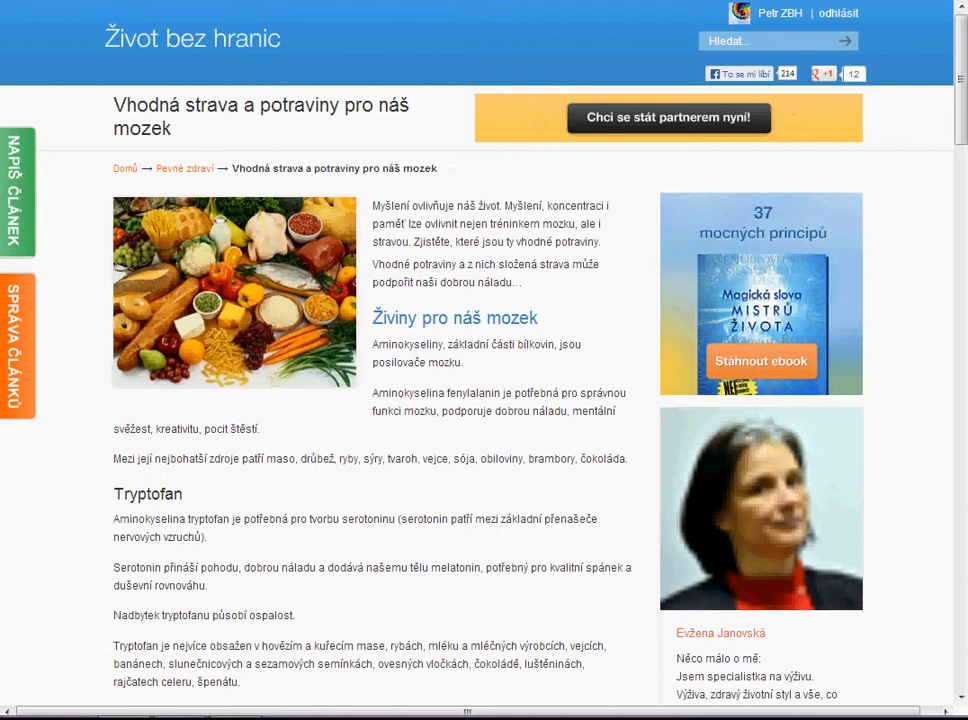 Petr ZBH | odhlásit
Život bez hranic
Hledat...
To se mi líbí 214 +1 12
Vhodná strava a potraviny pro náš
mozek
Chci se stát partnerem nyní!
NAPIŠ ČLÁNEK
SPRÁVA ČLÁNKŮ
Domů → Pevné zdraví → Vhodná strava a potraviny pro náš mozek
Myšlení ovlivňuje náš život. Myšlení, koncentraci i
paměť lze ovlivnit nejen tréninkem mozku, ale i
stravou. Zjistěte, které jsou ty vhodné potraviny.
Vhodné potraviny a z nich složená strava může
podpořit naši dobrou náladu...
Živiny pro náš mozek
Aminokyseliny, základní části bílkovin, jsou
posilovače mozku.
Aminokyselina fenylalanin je potřebná pro správnou
funkci mozku, podporuje dobrou náladu, mentální
svěžest, kreativitu, pocit štěstí.
Mezi její nejbohatší zdroje patří maso, drůbež, ryby, sýry, tvaroh, vejce, sója, obiloviny, brambory, čokoláda.
Tryptofan
Aminokyselina tryptofan je potřebná pro tvorbu serotoninu (serotonin patří mezi základní přenašeče
nervových vzruchů).
Serotonin přináší pohodu, dobrou náladu a dodává našemu tělu melatonin, potřebný pro kvalitní spánek a
duševní rovnováhu.
Nadbytek tryptofanu působí ospalost.
Tryptofan je nejvíce obsažen v hovězím a kuřecím mase, rybách, mléku a mléčných výrobcích, vejcích,
banánech, slunečnicových a sezamových semínkách, ovesných vločkách, čokoládě, luštěninách,
rajčatech celeru, špenátu.
37
mocných principů
Magická slova
MISTRŮ
ŽIVOTA
Stáhnout ebook
Evžena Janovská
Něco málo o mě:
Jsem specialistka na výživu.
Výživa, zdravý životní styl a vše, co